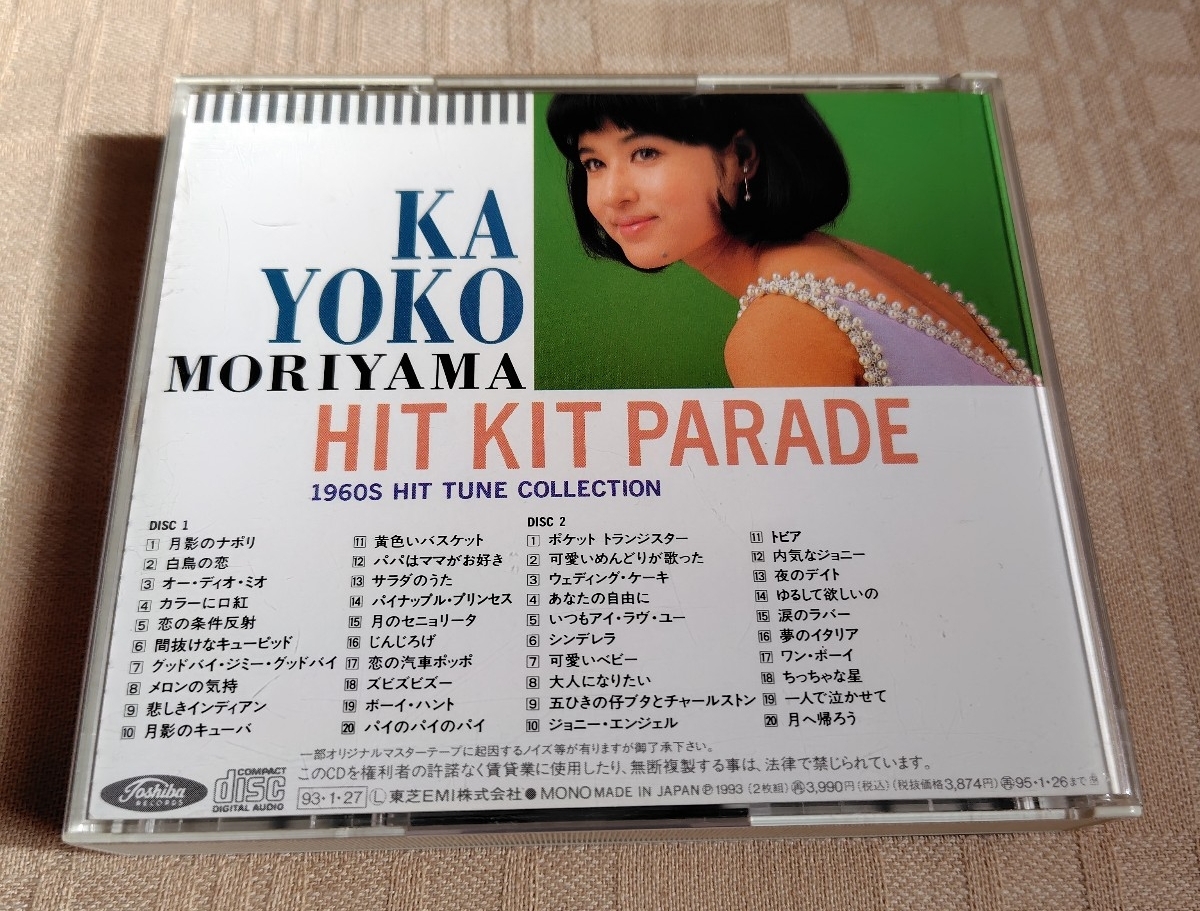 KA
YOKO
MORIYAMA
HIT KIT PARADE
1960S HIT TUNE COLLECTION
DISC 1
1 月影のナポリ
2 白鳥の恋
3 オー・ディオ・ミオ
4 カラーに口紅
5 恋の条件反射
6 間抜けなキューピッド
7 グッドバイ・ジミー・グッドバイ
8 メロンの気持
9 悲しきインディアン
10 月影のキューバ
11 黄色いバスケット
12 パパはママがお好き
13 サラダのうた
14 パイナップル・プリンセス
15 月のセニョリータ
16 じんじろげ
17 恋の汽車ポッポ
18 ズビズビズー
19 ボーイ・ハント
20 パイのパイのパイ
DISC 2
1 ポケット トランジスター
2 可愛いめんどりが歌った
3 ウェディング・ケーキ
4 あなたの自由に
5 いつもアイ・ラヴ・ユー
6 シンデレラ
7 可愛いベビー
8 大人になりたい
9 五ひきの仔ブタとチャールストン
10 ジョニー・エンジェル
11 トビア
12 内気なジョニー
13 夜のデイト
14 ゆるして欲しいの
15 涙のラバー
16 夢のイタリア
17 ワン・ボーイ
18 ちっちゃな星
19 一人で泣かせて
20 月へ帰ろう
一部オリジナルマスターテープに起因するノイズ等が有りますが御了承下さい。
このCDを権利者の許諾なく賃貸業に使用したり、無断複製する事は、法律で禁じられています。
Toshiba RECORDS
COMPACT disc DIGITAL AUDIO
93・1・27 Ⓛ東芝EMI株式会社●MONO MADE IN JAPAN Ⓟ1993 〔2枚組〕 ㊢3,990円(税込)(税抜価格3,874円) ㊢95・1・26まで